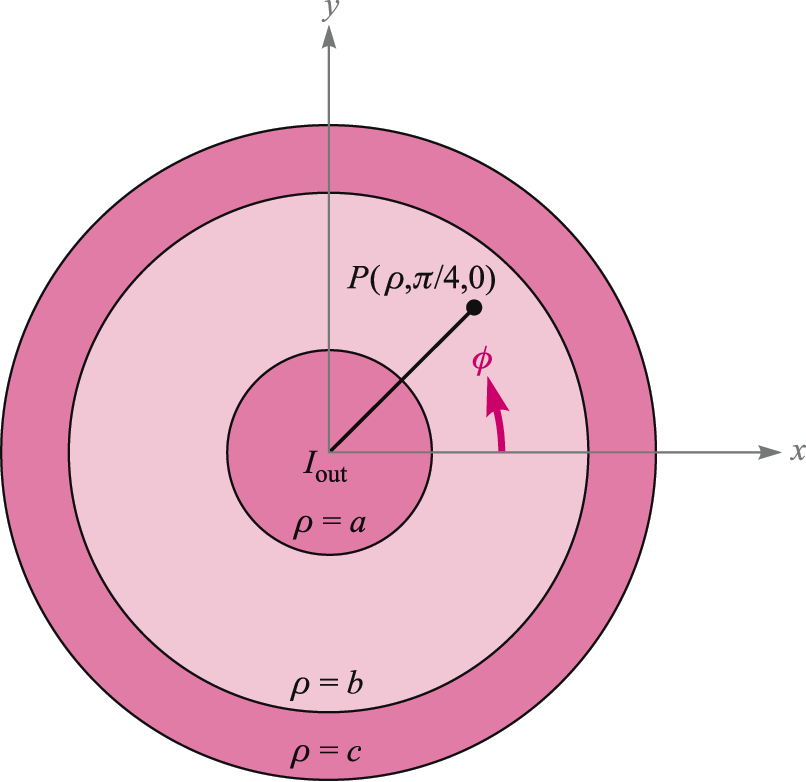 y
P(ρ,π/4,0)
ϕ
x
I_out
ρ = a
ρ = b
ρ = c